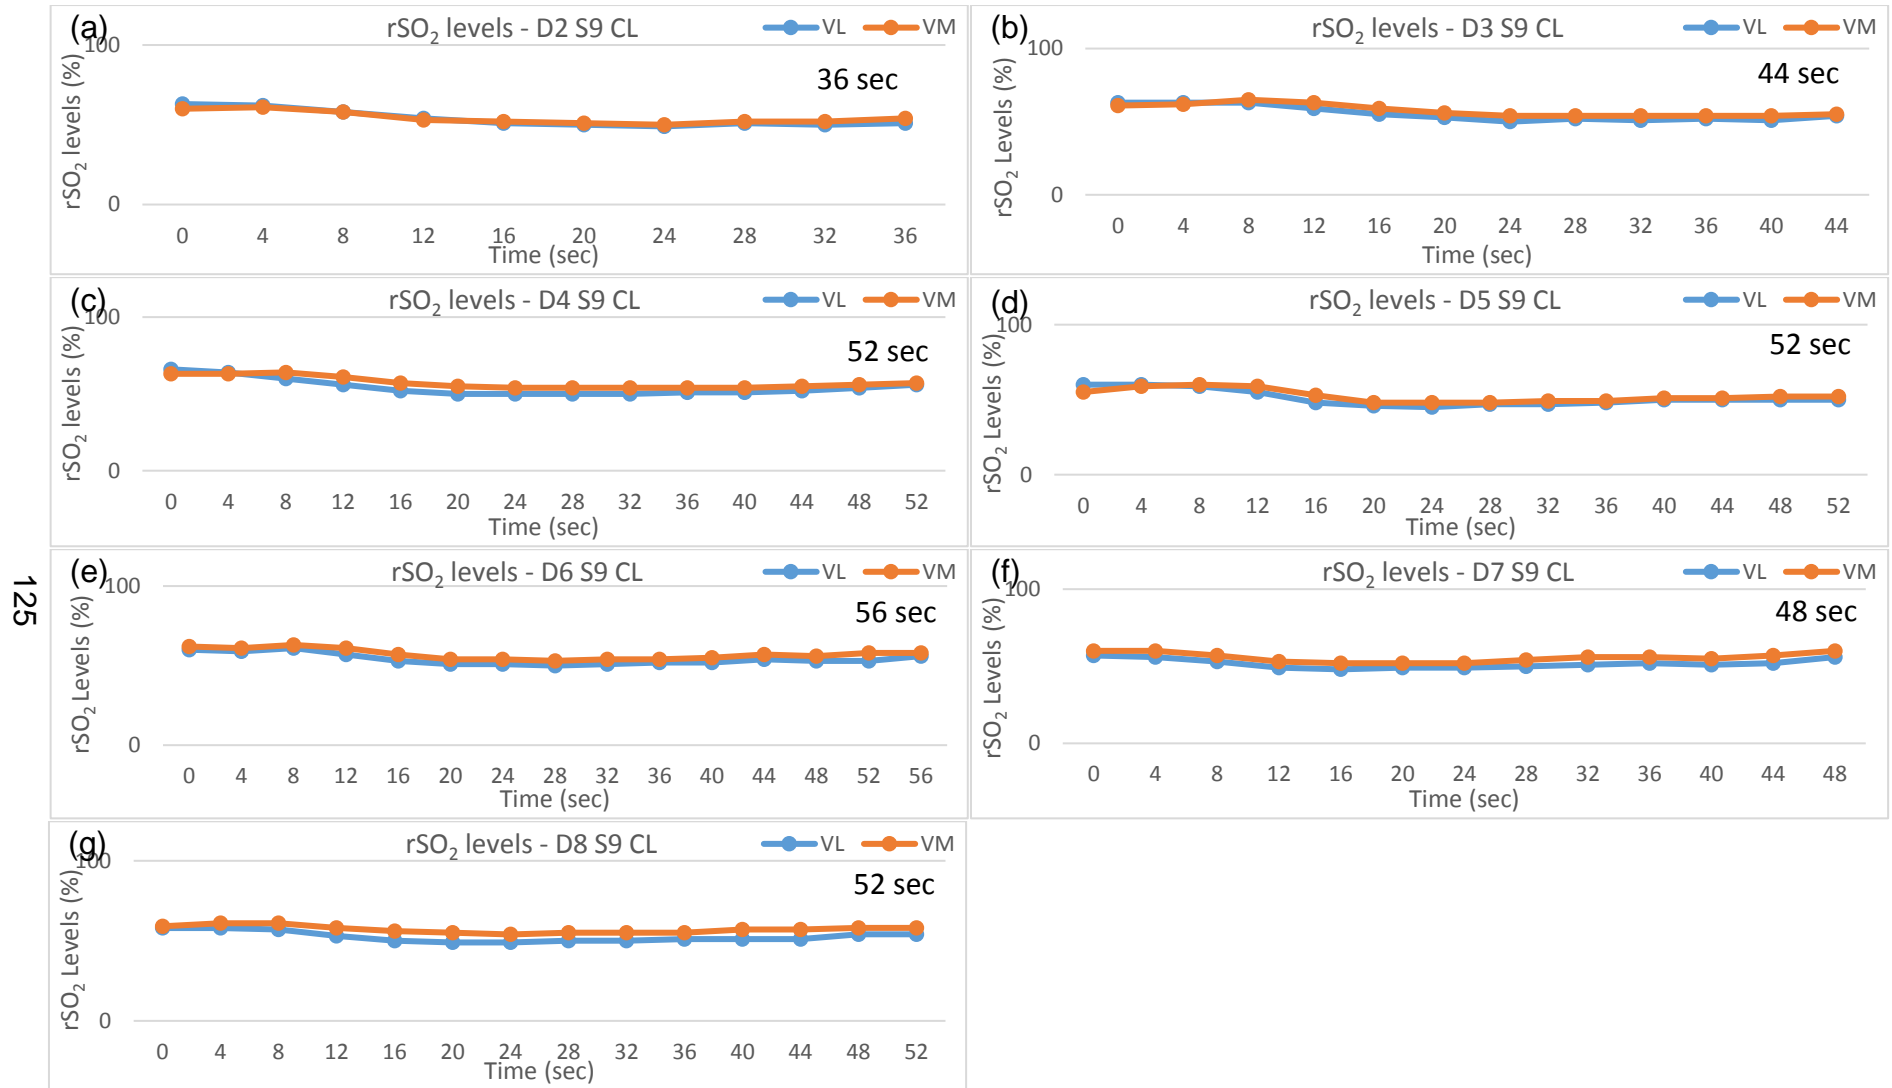 (a)
rSO₂ levels - D2 S9 CL
VL VM
100
36 sec
rSO₂ levels (%)
0
0 4 8 12 16 20 24 28 32 36
Time (sec)
(b)
rSO₂ levels - D3 S9 CL
VL VM
100
44 sec
rSO₂ Levels (%)
0
0 4 8 12 16 20 24 28 32 36 40 44
Time (sec)
(c)
rSO₂ levels - D4 S9 CL
VL VM
100
52 sec
rSO₂ levels (%)
0
0 4 8 12 16 20 24 28 32 36 40 44 48 52
Time (sec)
(d)
rSO₂ levels - D5 S9 CL
VL VM
100
52 sec
rSO₂ Levels (%)
0
0 4 8 12 16 20 24 28 32 36 40 44 48 52
Time (sec)
(e)
rSO₂ levels - D6 S9 CL
VL VM
100
56 sec
rSO₂ Levels (%)
0
0 4 8 12 16 20 24 28 32 36 40 44 48 52 56
Time (sec)
(f)
rSO₂ levels - D7 S9 CL
VL VM
100
48 sec
rSO₂ Levels (%)
0
0 4 8 12 16 20 24 28 32 36 40 44 48
Time (sec)
(g)
rSO₂ levels - D8 S9 CL
VL VM
100
52 sec
rSO₂ Levels (%)
0
0 4 8 12 16 20 24 28 32 36 40 44 48 52
Time (sec)
125